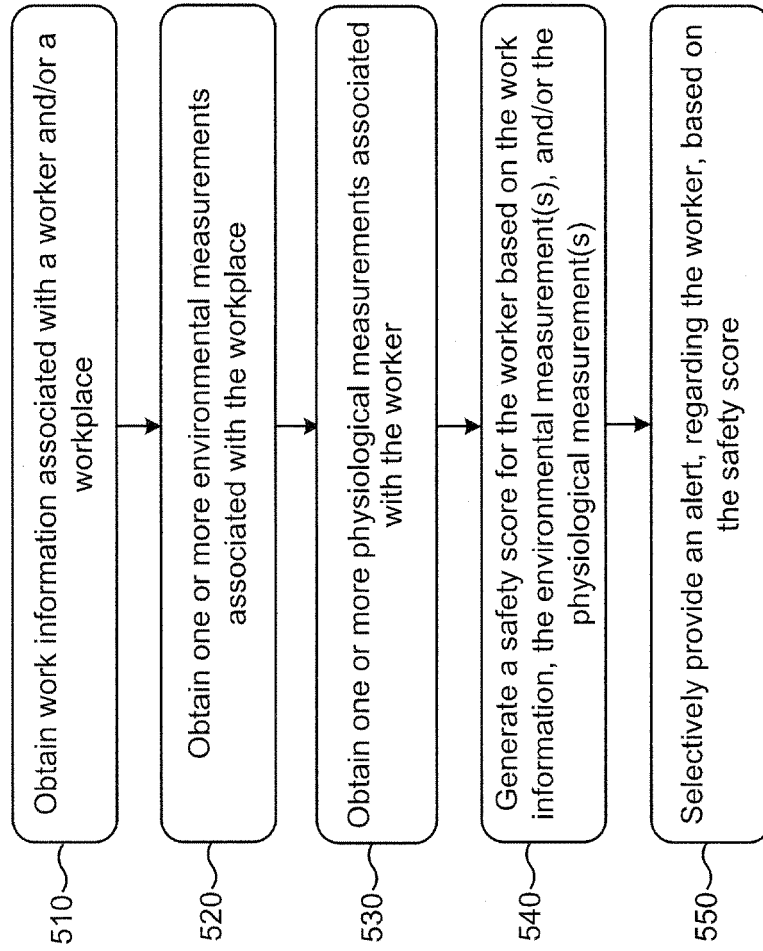 510
Obtain work information associated with a worker and/or a
workplace
520
Obtain one or more environmental measurements
associated with the workplace
530
Obtain one or more physiological measurements associated
with the worker
540
Generate a safety score for the worker based on the work
information, the environmental measurement(s), and/or the
physiological measurement(s)
550
Selectively provide an alert, regarding the worker, based on
the safety score